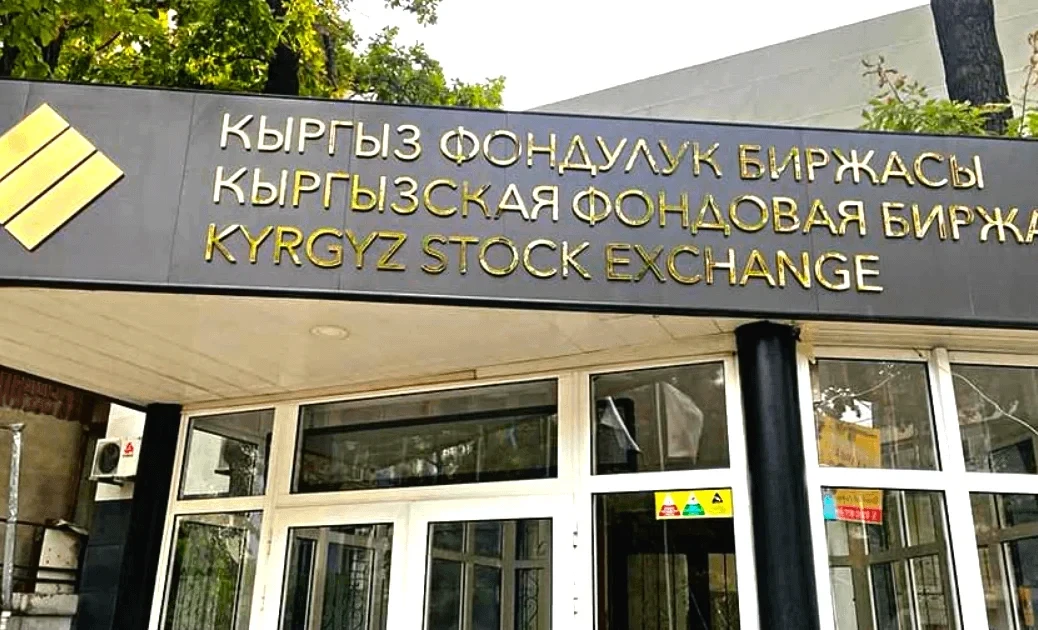 КЫРГЫЗ ФОНДУЛУК БИРЖАСЫ
КЫРГЫЗСКАЯ ФОНДОВАЯ БИРЖА
KYRGYZ STOCK EXCHANGE